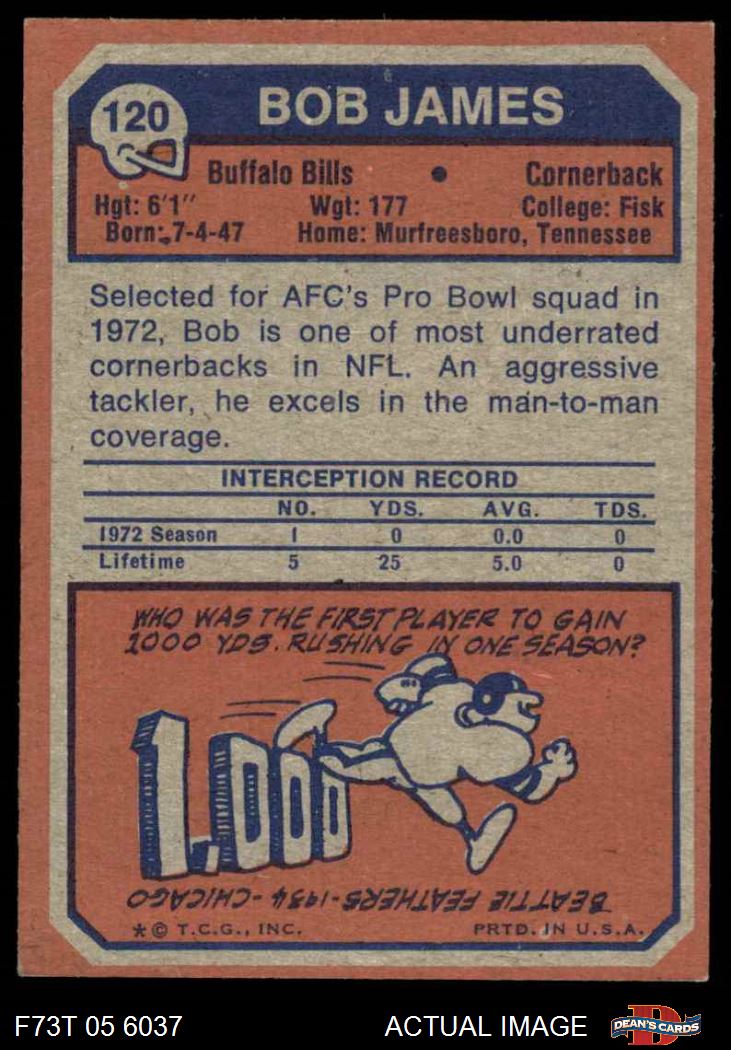 120
BOB JAMES
Buffalo Bills • Cornerback
Hgt: 6'1" Wgt: 177 College: Fisk
Born: 7-4-47 Home: Murfreesboro, Tennessee
Selected for AFC's Pro Bowl squad in
1972, Bob is one of most underrated
cornerbacks in NFL. An aggressive
tackler, he excels in the man-to-man
coverage.
INTERCEPTION RECORD
NO. YDS. AVG. TDS.
1972 Season 1 0 0.0 0
Lifetime 5 25 5.0 0
WHO WAS THE FIRST PLAYER TO GAIN
1000 YDS. RUSHING IN ONE SEASON?
1,000
BEATTIE FEATHERS-1934-CHICAGO
*© T.C.G., INC. PRTD. IN U.S.A.
F73T 05 6037 ACTUAL IMAGE D DEAN'S CARDS